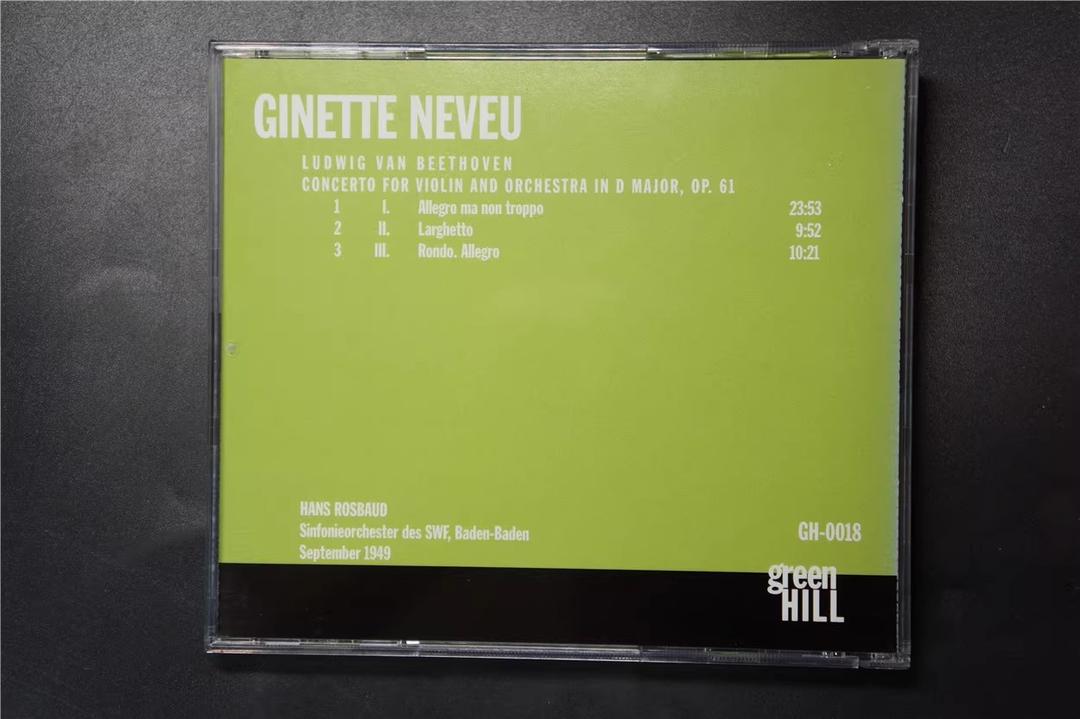 GINETTE NEVEU
LUDWIG VAN BEETHOVEN
CONCERTO FOR VIOLIN AND ORCHESTRA IN D MAJOR, OP. 61
1 I. Allegro ma non troppo 23:53
2 II. Larghetto 9:52
3 III. Rondo. Allegro 10:21
HANS ROSBAUD
Sinfonieorchester des SWF, Baden-Baden
September 1949
GH-0018
green
HILL